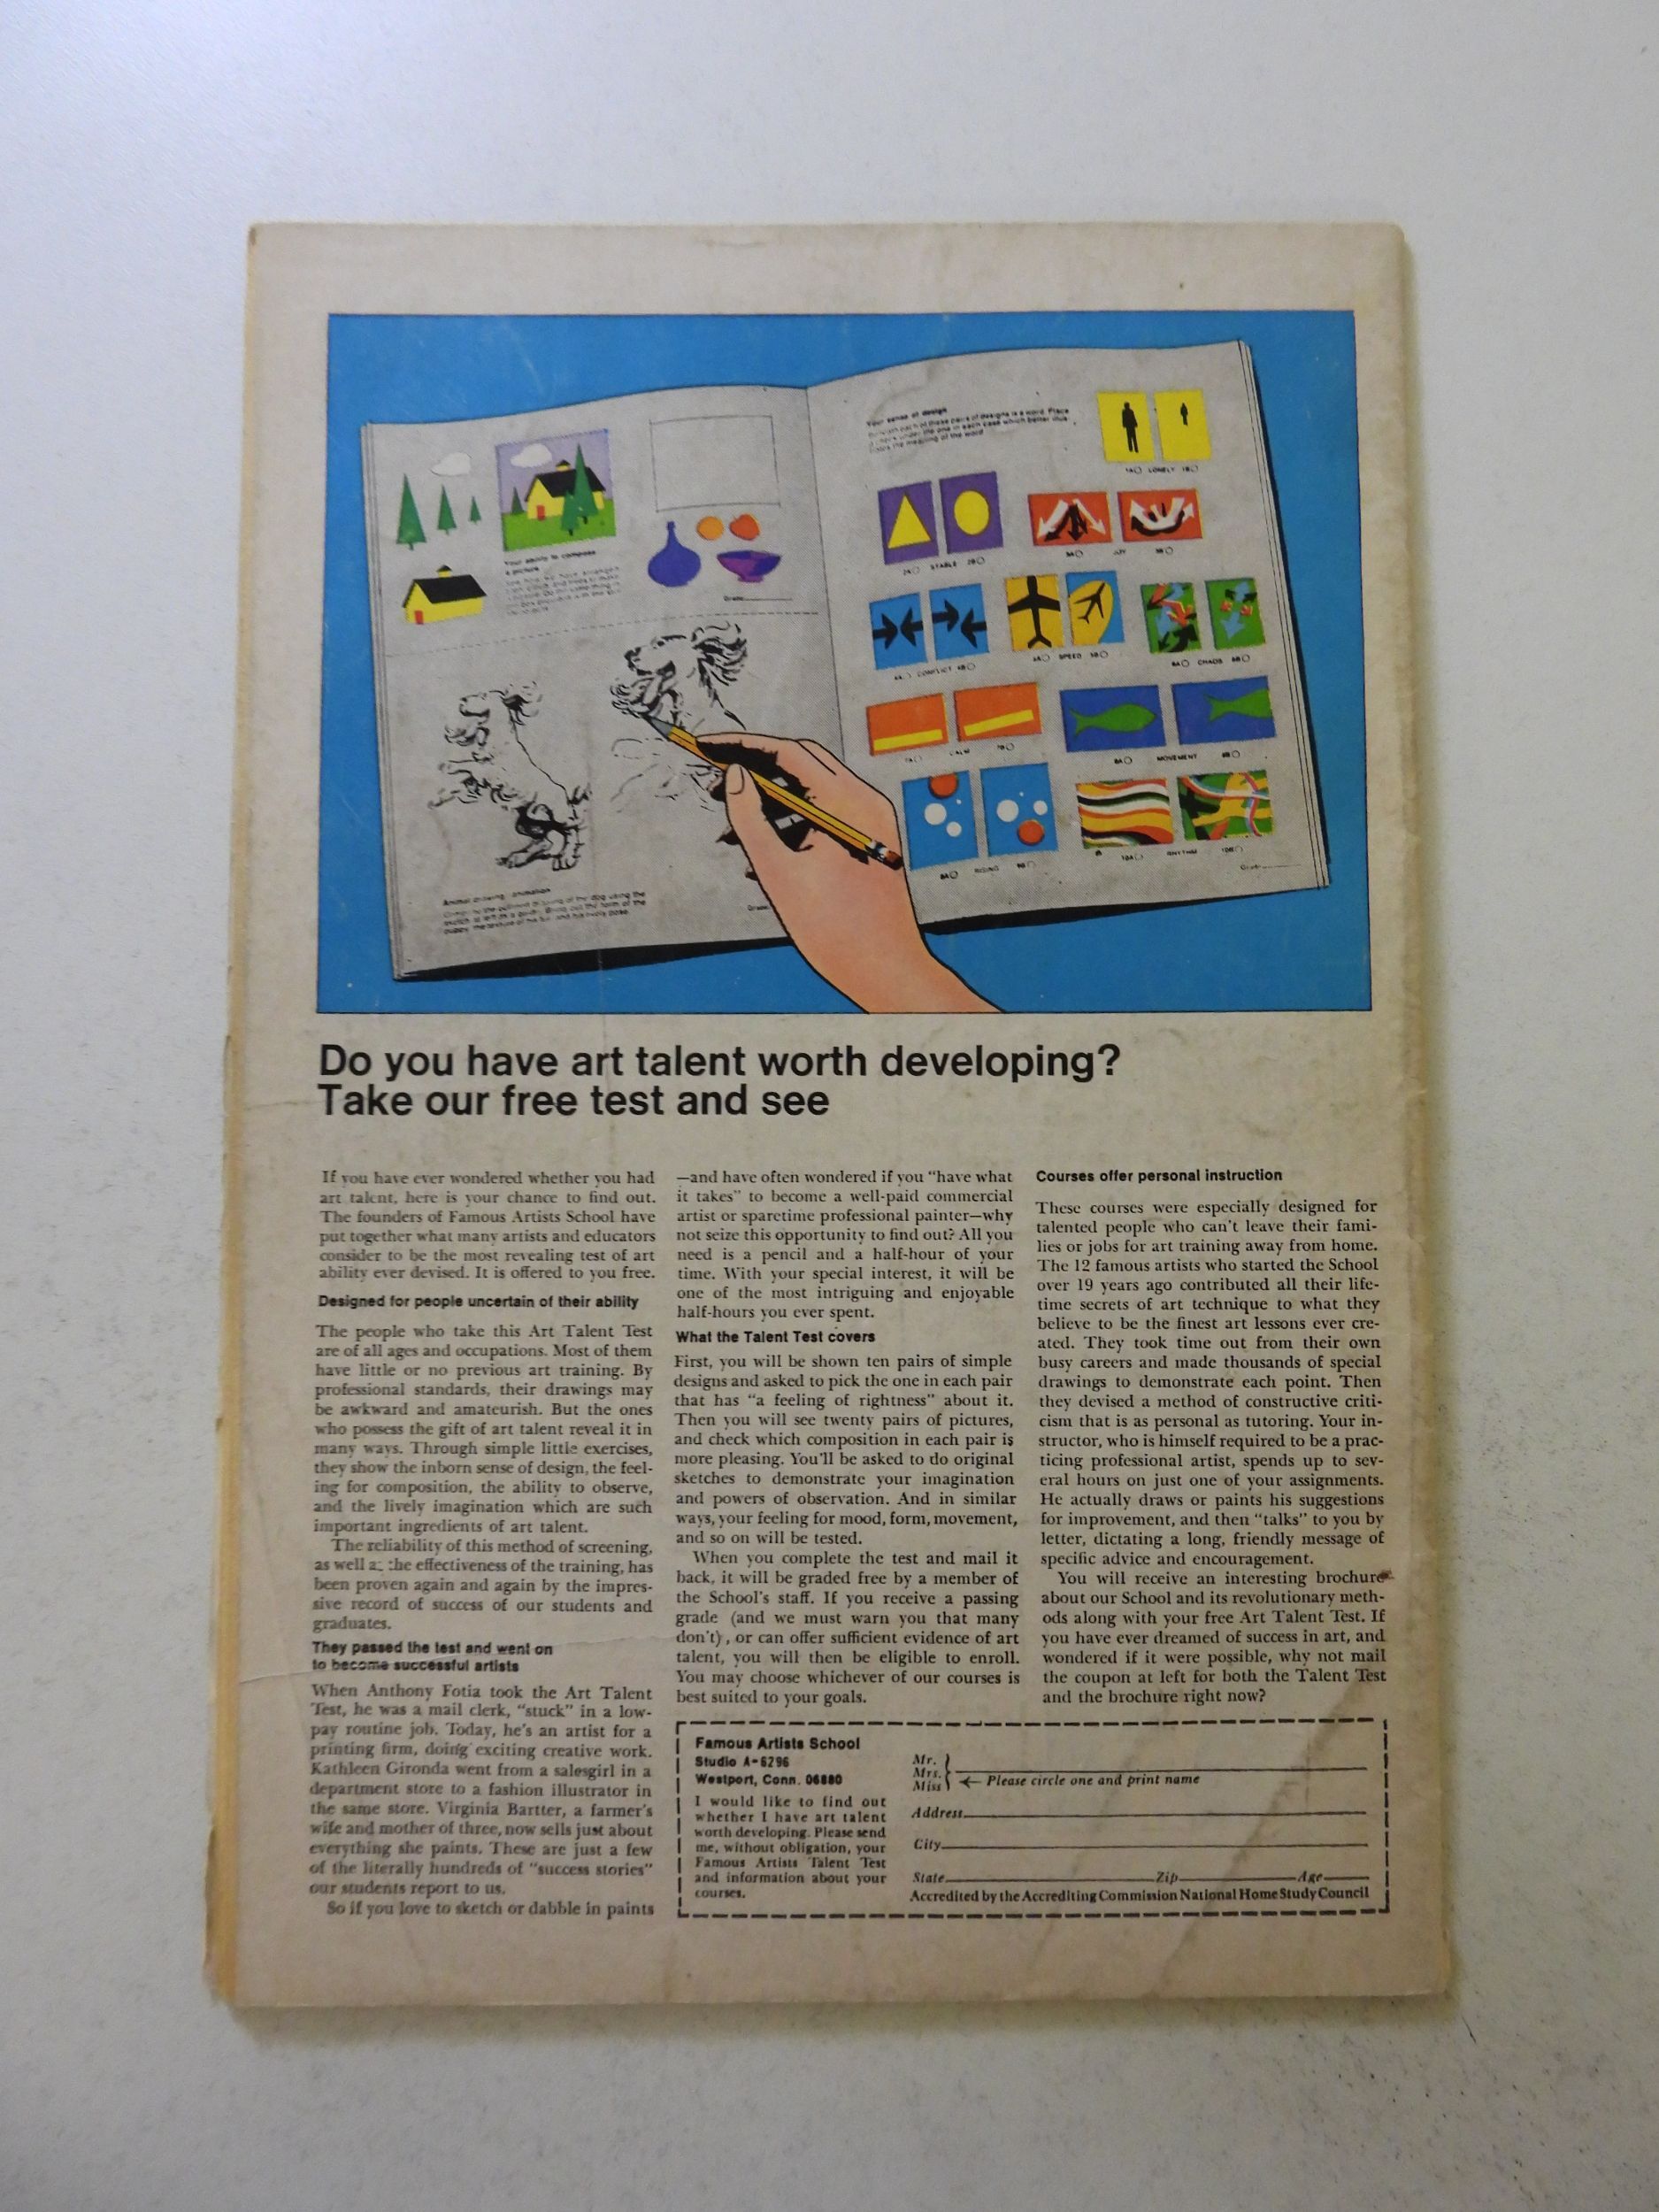 Your sense of design
LONELY
STABLE
JOY
CONFLICT
SPEED
CHAOS
CALM
MOVEMENT
RISING
RHYTHM
Your ability to compose
a picture
Animal drawing, animation
Do you have art talent worth developing?
Take our free test and see
If you have ever wondered whether you had
art talent, here is your chance to find out.
The founders of Famous Artists School have
put together what many artists and educators
consider to be the most revealing test of art
ability ever devised. It is offered to you free.
Designed for people uncertain of their ability
The people who take this Art Talent Test
are of all ages and occupations. Most of them
have little or no previous art training. By
professional standards, their drawings may
be awkward and amateurish. But the ones
who possess the gift of art talent reveal it in
many ways. Through simple little exercises,
they show the inborn sense of design, the feel-
ing for composition, the ability to observe,
and the lively imagination which are such
important ingredients of art talent.
The reliability of this method of screening,
as well as the effectiveness of the training, has
been proven again and again by the impres-
sive record of success of our students and
graduates.
They passed the test and went on
to become successful artists
When Anthony Fotia took the Art Talent
Test, he was a mail clerk, "stuck" in a low-
pay routine job. Today, he's an artist for a
printing firm, doing exciting creative work.
Kathleen Gironda went from a salesgirl in a
department store to a fashion illustrator in
the same store. Virginia Bartter, a farmer's
wife and mother of three, now sells just about
everything she paints. These are just a few
of the literally hundreds of "success stories"
our students report to us.
So if you love to sketch or dabble in paints
—and have often wondered if you "have what
it takes" to become a well-paid commercial
artist or sparetime professional painter—why
not seize this opportunity to find out? All you
need is a pencil and a half-hour of your
time. With your special interest, it will be
one of the most intriguing and enjoyable
half-hours you ever spent.
What the Talent Test covers
First, you will be shown ten pairs of simple
designs and asked to pick the one in each pair
that has "a feeling of rightness" about it.
Then you will see twenty pairs of pictures,
and check which composition in each pair is
more pleasing. You'll be asked to do original
sketches to demonstrate your imagination
and powers of observation. And in similar
ways, your feeling for mood, form, movement,
and so on will be tested.
When you complete the test and mail it
back, it will be graded free by a member of
the School's staff. If you receive a passing
grade (and we must warn you that many
don't), or can offer sufficient evidence of art
talent, you will then be eligible to enroll.
You may choose whichever of our courses is
best suited to your goals.
Courses offer personal instruction
These courses were especially designed for
talented people who can't leave their fami-
lies or jobs for art training away from home.
The 12 famous artists who started the School
over 19 years ago contributed all their life-
time secrets of art technique to what they
believe to be the finest art lessons ever cre-
ated. They took time out from their own
busy careers and made thousands of special
drawings to demonstrate each point. Then
they devised a method of constructive criti-
cism that is as personal as tutoring. Your in-
structor, who is himself required to be a prac-
ticing professional artist, spends up to sev-
eral hours on just one of your assignments.
He actually draws or paints his suggestions
for improvement, and then "talks" to you by
letter, dictating a long, friendly message of
specific advice and encouragement.
You will receive an interesting brochure
about our School and its revolutionary meth-
ods along with your free Art Talent Test. If
you have ever dreamed of success in art, and
wondered if it were possible, why not mail
the coupon at left for both the Talent Test
and the brochure right now?
Famous Artists School
Studio A-6296
Westport, Conn. 06880
I would like to find out
whether I have art talent
worth developing. Please send
me, without obligation, your
Famous Artists Talent Test
and information about your
courses.
Mr.
Mrs.
Miss
Please circle one and print name
Address
City
State Zip Age
Accredited by the Accrediting Commission National Home Study Council